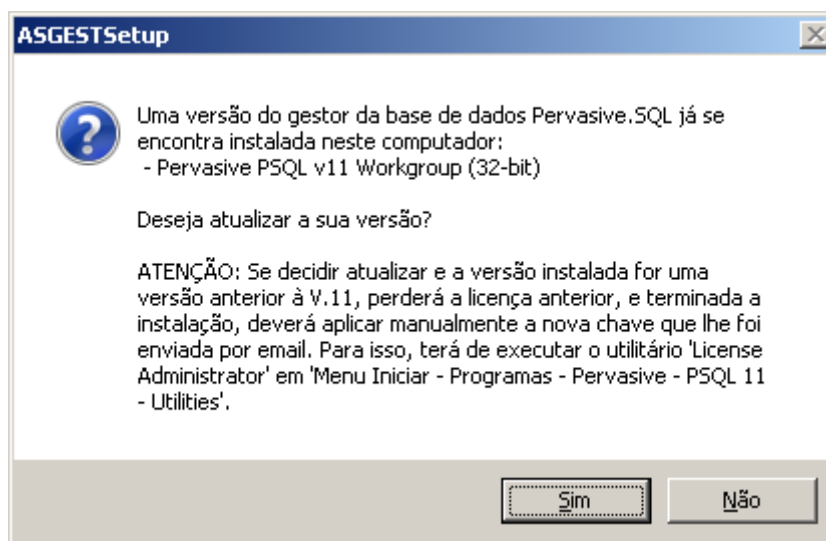 ASGESTSetup
Uma versão do gestor da base de dados Pervasive.SQL já se
encontra instalada neste computador:
- Pervasive PSQL v11 Workgroup (32-bit)
Deseja atualizar a sua versão?
ATENÇÃO: Se decidir atualizar e a versão instalada for uma
versão anterior à V.11, perderá a licença anterior, e terminada a
instalação, deverá aplicar manualmente a nova chave que lhe foi
enviada por email. Para isso, terá de executar o utilitário 'License
Administrator' em 'Menu Iniciar - Programas - Pervasive - PSQL 11
- Utilities'.
Sim
Não